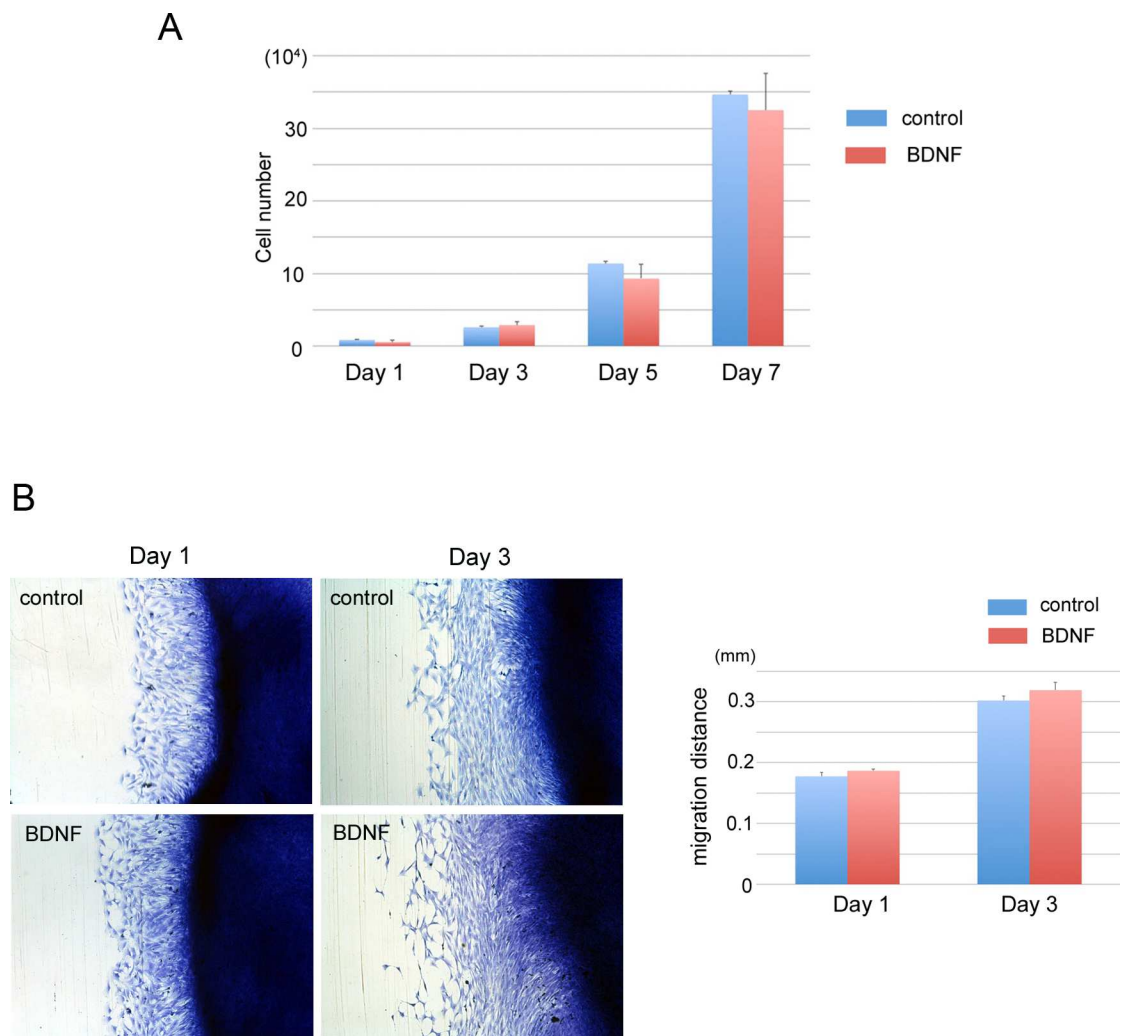 A
(10⁴)
30
20
10
0
Cell number
Day 1 Day 3 Day 5 Day 7
control
BDNF
B
Day 1 Day 3
control control
BDNF BDNF
control
BDNF
(mm)
0.3
0.2
0.1
0
migration distance
Day 1 Day 3